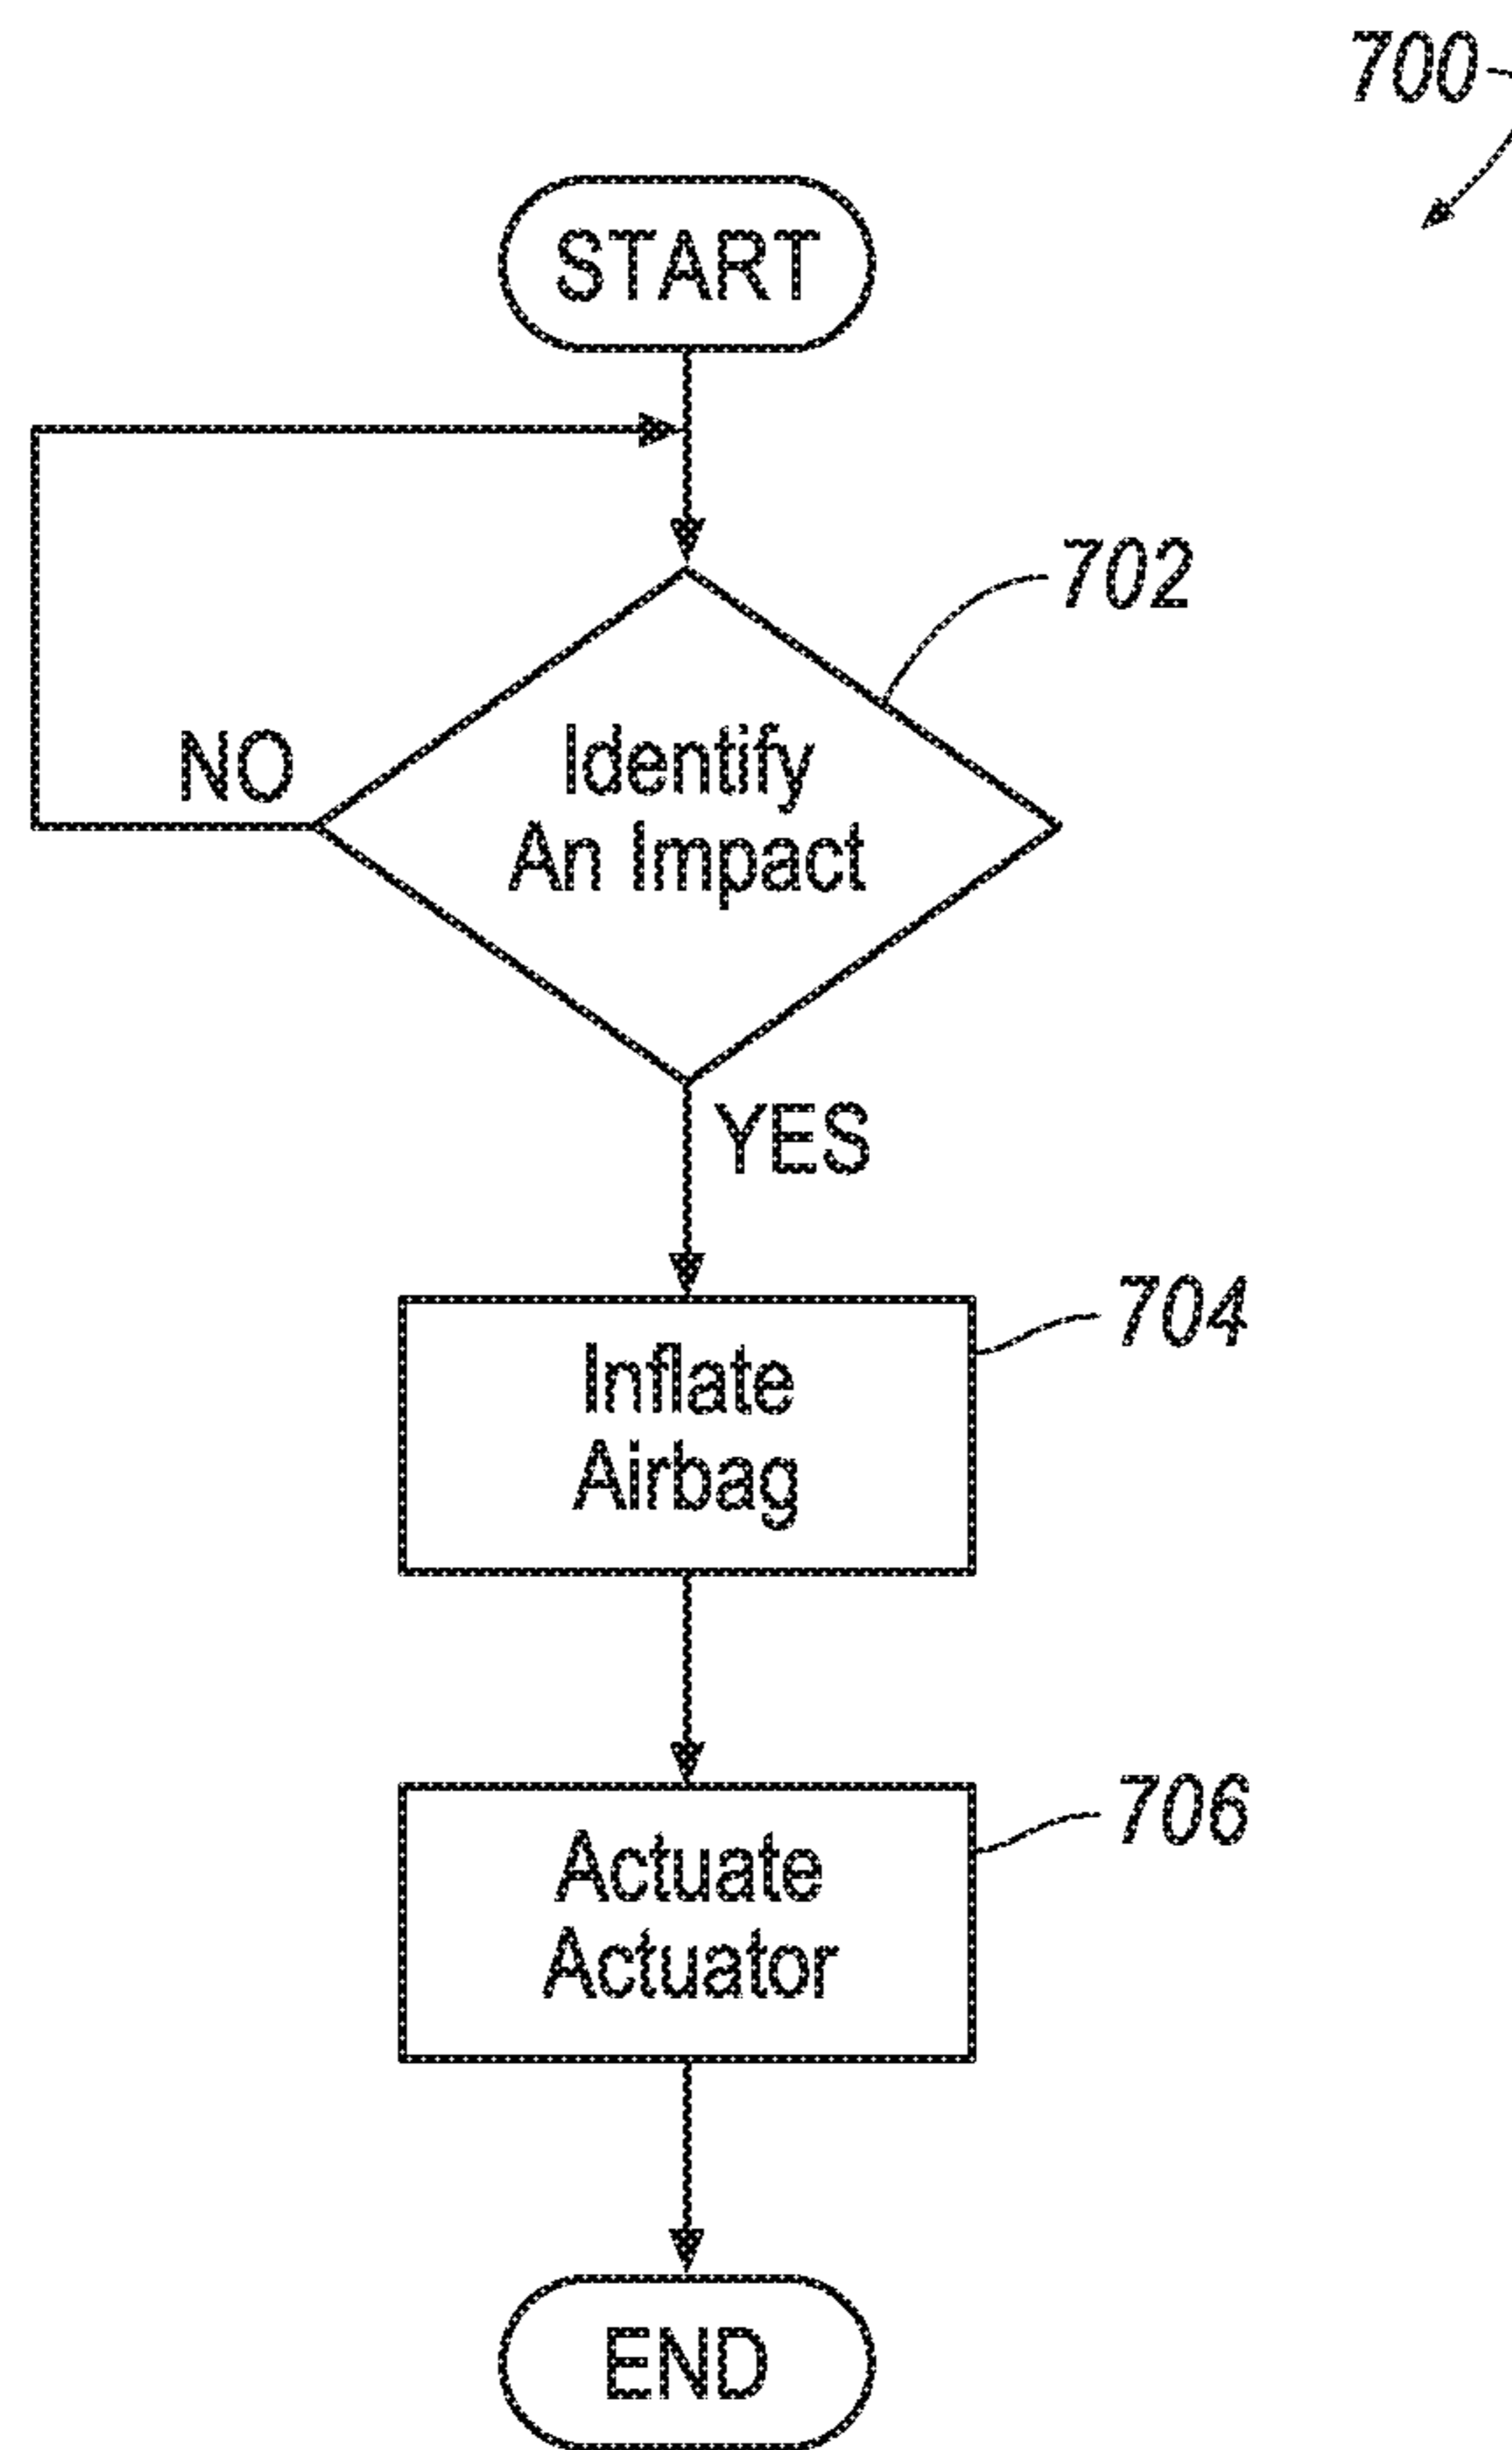 700
START
702
Identify
An Impact
NO
YES
704
Inflate
Airbag
706
Actuate
Actuator
END